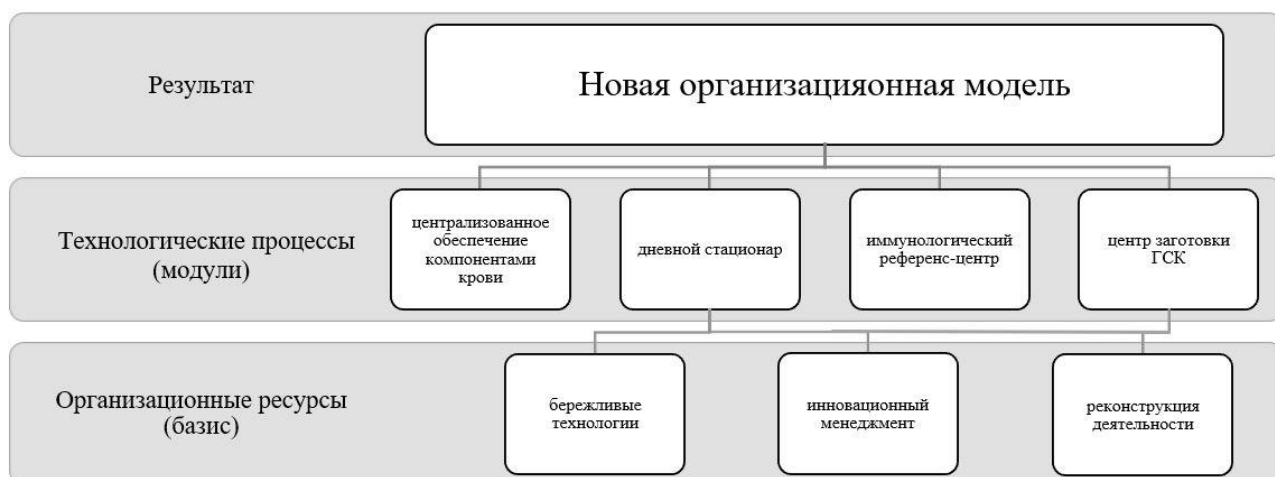 Результат
Новая организацияонная модель
Технологические процессы
(модули)
централизованное
обеспечение
компонентами
крови
дневной стационар
иммунологический
референс-центр
центр заготовки
ГСК
Организационные ресурсы
(базис)
бережливые
технологии
инновационный
менеджмент
реконструкция
деятельности